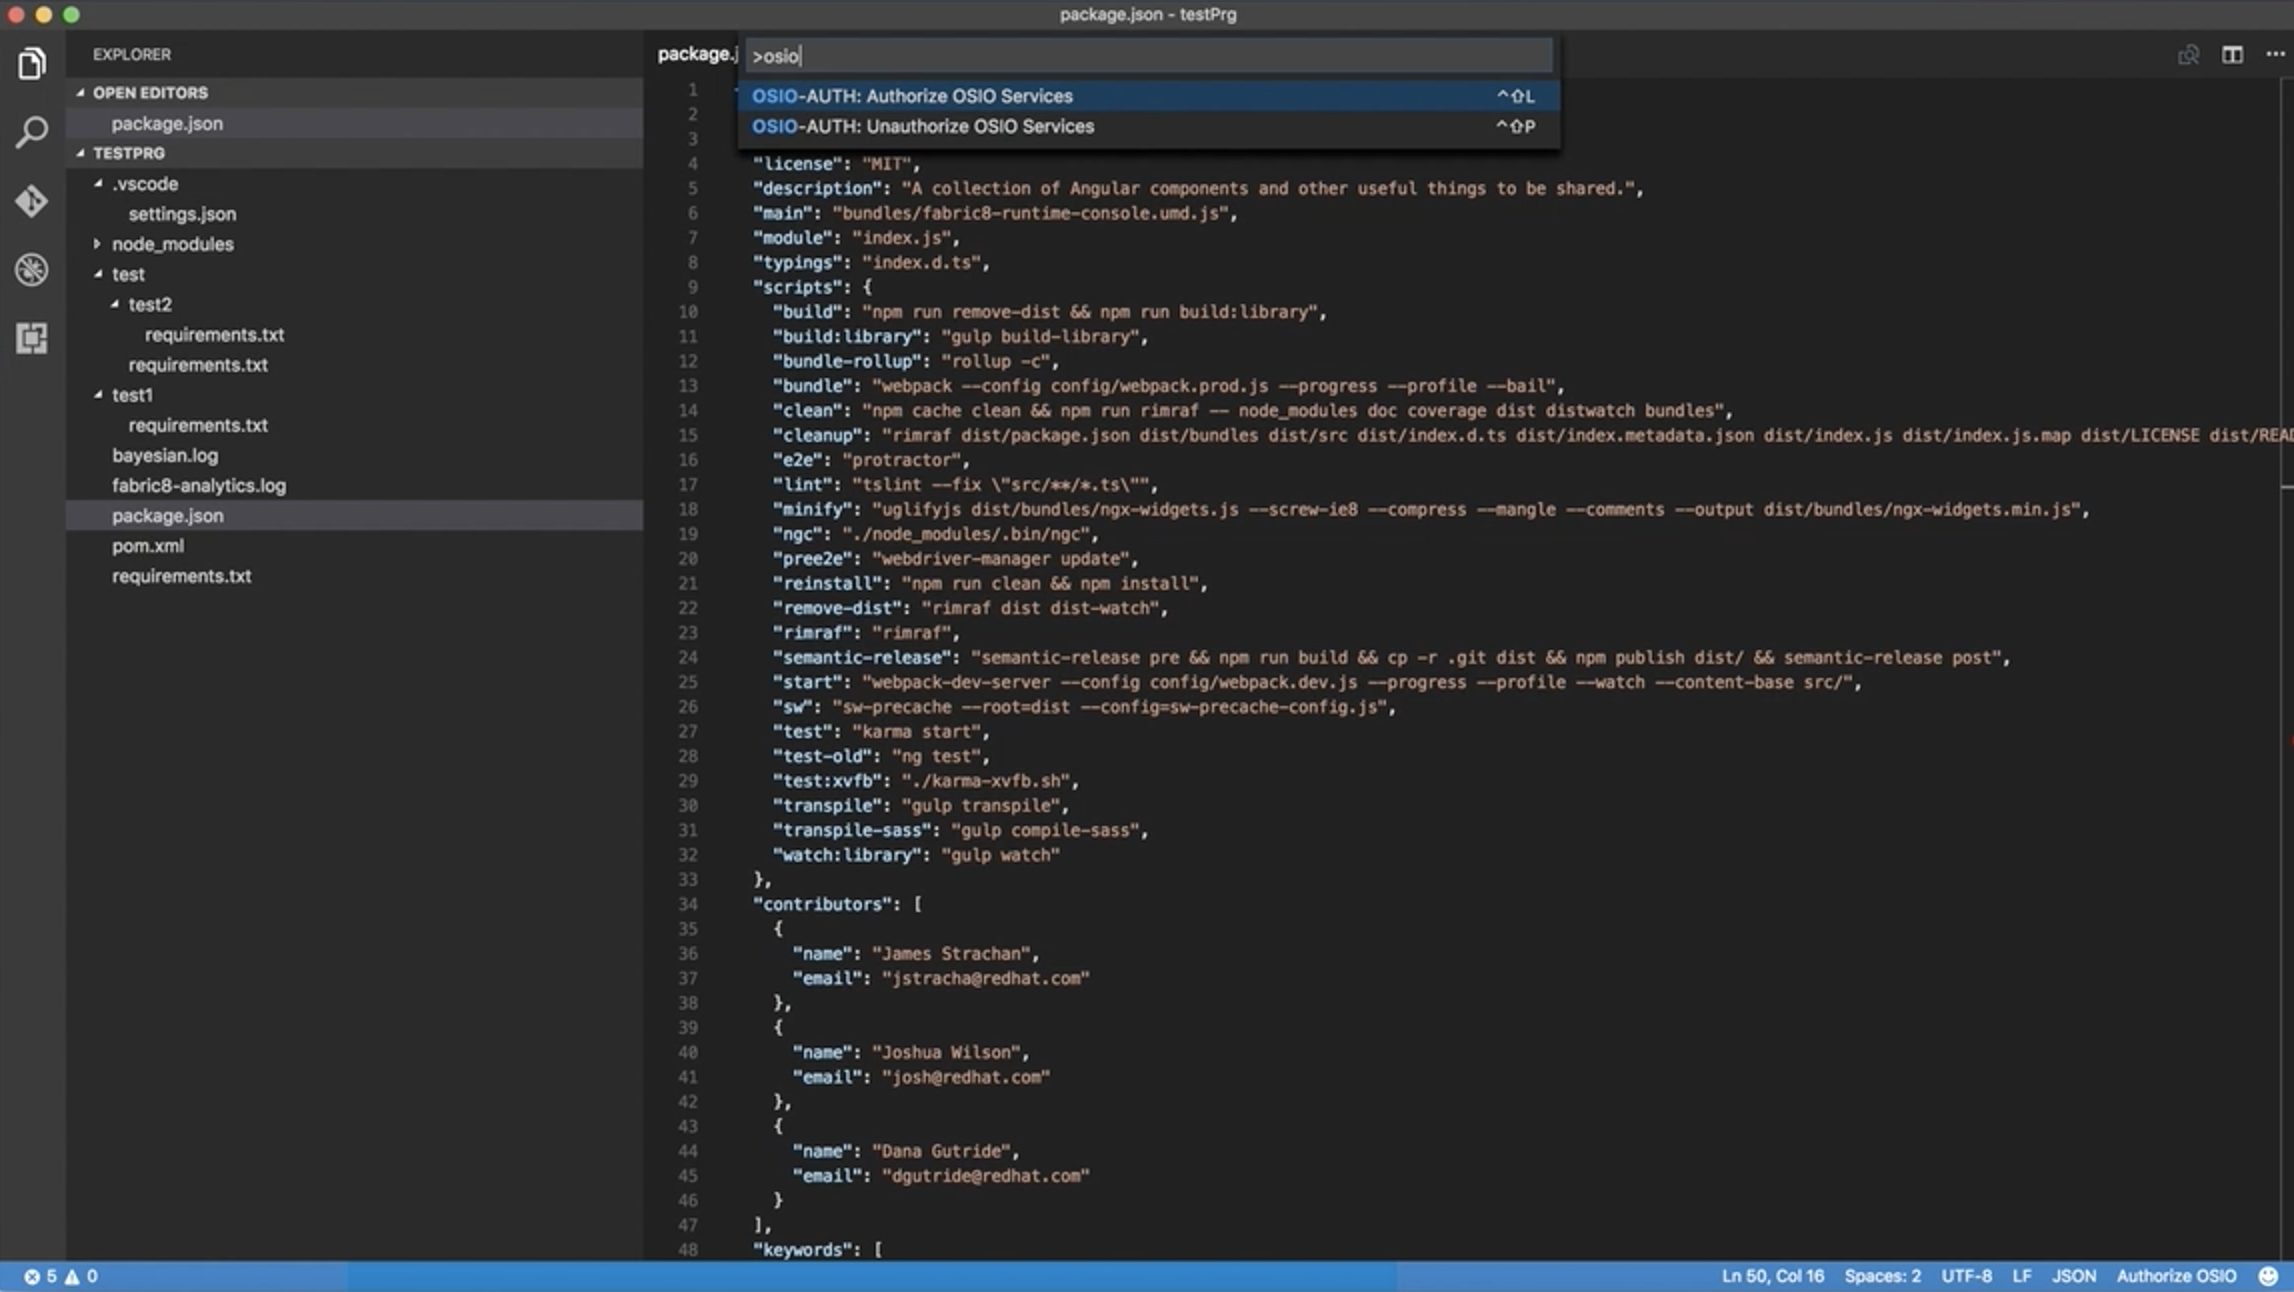 package.json - testPrg
EXPLORER
OPEN EDITORS
package.json
TESTPRG
.vscode
settings.json
node_modules
test
test2
requirements.txt
requirements.txt
test1
requirements.txt
bayesian.log
fabric8-analytics.log
package.json
pom.xml
requirements.txt
package.j
>osio
OSIO-AUTH: Authorize OSIO Services ^⇧L
OSIO-AUTH: Unauthorize OSIO Services ^⇧P
1
2
3
4 "license": "MIT",
5 "description": "A collection of Angular components and other useful things to be shared.",
6 "main": "bundles/fabric8-runtime-console.umd.js",
7 "module": "index.js",
8 "typings": "index.d.ts",
9 "scripts": {
10 "build": "npm run remove-dist && npm run build:library",
11 "build:library": "gulp build-library",
12 "bundle-rollup": "rollup -c",
13 "bundle": "webpack --config config/webpack.prod.js --progress --profile --bail",
14 "clean": "npm cache clean && npm run rimraf -- node_modules doc coverage dist distwatch bundles",
15 "cleanup": "rimraf dist/package.json dist/bundles dist/src dist/index.d.ts dist/index.metadata.json dist/index.js dist/index.js.map dist/LICENSE dist/REA
16 "e2e": "protractor",
17 "lint": "tslint --fix \"src/**/*.ts\"",
18 "minify": "uglifyjs dist/bundles/ngx-widgets.js --screw-ie8 --compress --mangle --comments --output dist/bundles/ngx-widgets.min.js",
19 "ngc": "./node_modules/.bin/ngc",
20 "pree2e": "webdriver-manager update",
21 "reinstall": "npm run clean && npm install",
22 "remove-dist": "rimraf dist dist-watch",
23 "rimraf": "rimraf",
24 "semantic-release": "semantic-release pre && npm run build && cp -r .git dist && npm publish dist/ && semantic-release post",
25 "start": "webpack-dev-server --config config/webpack.dev.js --progress --profile --watch --content-base src/",
26 "sw": "sw-precache --root=dist --config=sw-precache-config.js",
27 "test": "karma start",
28 "test-old": "ng test",
29 "test:xvfb": "./karma-xvfb.sh",
30 "transpile": "gulp transpile",
31 "transpile-sass": "gulp compile-sass",
32 "watch:library": "gulp watch"
33 },
34 "contributors": [
35 {
36 "name": "James Strachan",
37 "email": "jstracha@redhat.com"
38 },
39 {
40 "name": "Joshua Wilson",
41 "email": "josh@redhat.com"
42 },
43 {
44 "name": "Dana Gutride",
45 "email": "dgutride@redhat.com"
46 }
47 ],
48 "keywords": [
5 0 Ln 50, Col 16 Spaces: 2 UTF-8 LF JSON Authorize OSIO